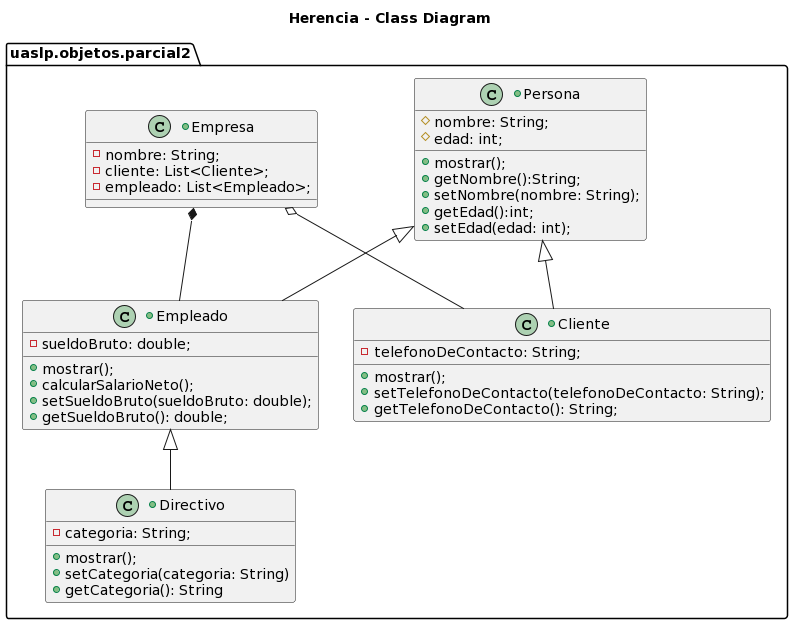 Herencia - Class Diagram
uaslp.objetos.parcial2
C Empresa
nombre: String;
cliente: List<Cliente>;
empleado: List<Empleado>;
C Persona
nombre: String;
edad: int;
mostrar();
getNombre():String;
setNombre(nombre: String);
getEdad():int;
setEdad(edad: int);
C Empleado
sueldoBruto: double;
mostrar();
calcularSalarioNeto();
setSueldoBruto(sueldoBruto: double);
getSueldoBruto(): double;
C Cliente
telefonoDeContacto: String;
mostrar();
setTelefonoDeContacto(telefonoDeContacto: String);
getTelefonoDeContacto(): String;
C Directivo
categoria: String;
mostrar();
setCategoria(categoria: String)
getCategoria(): String